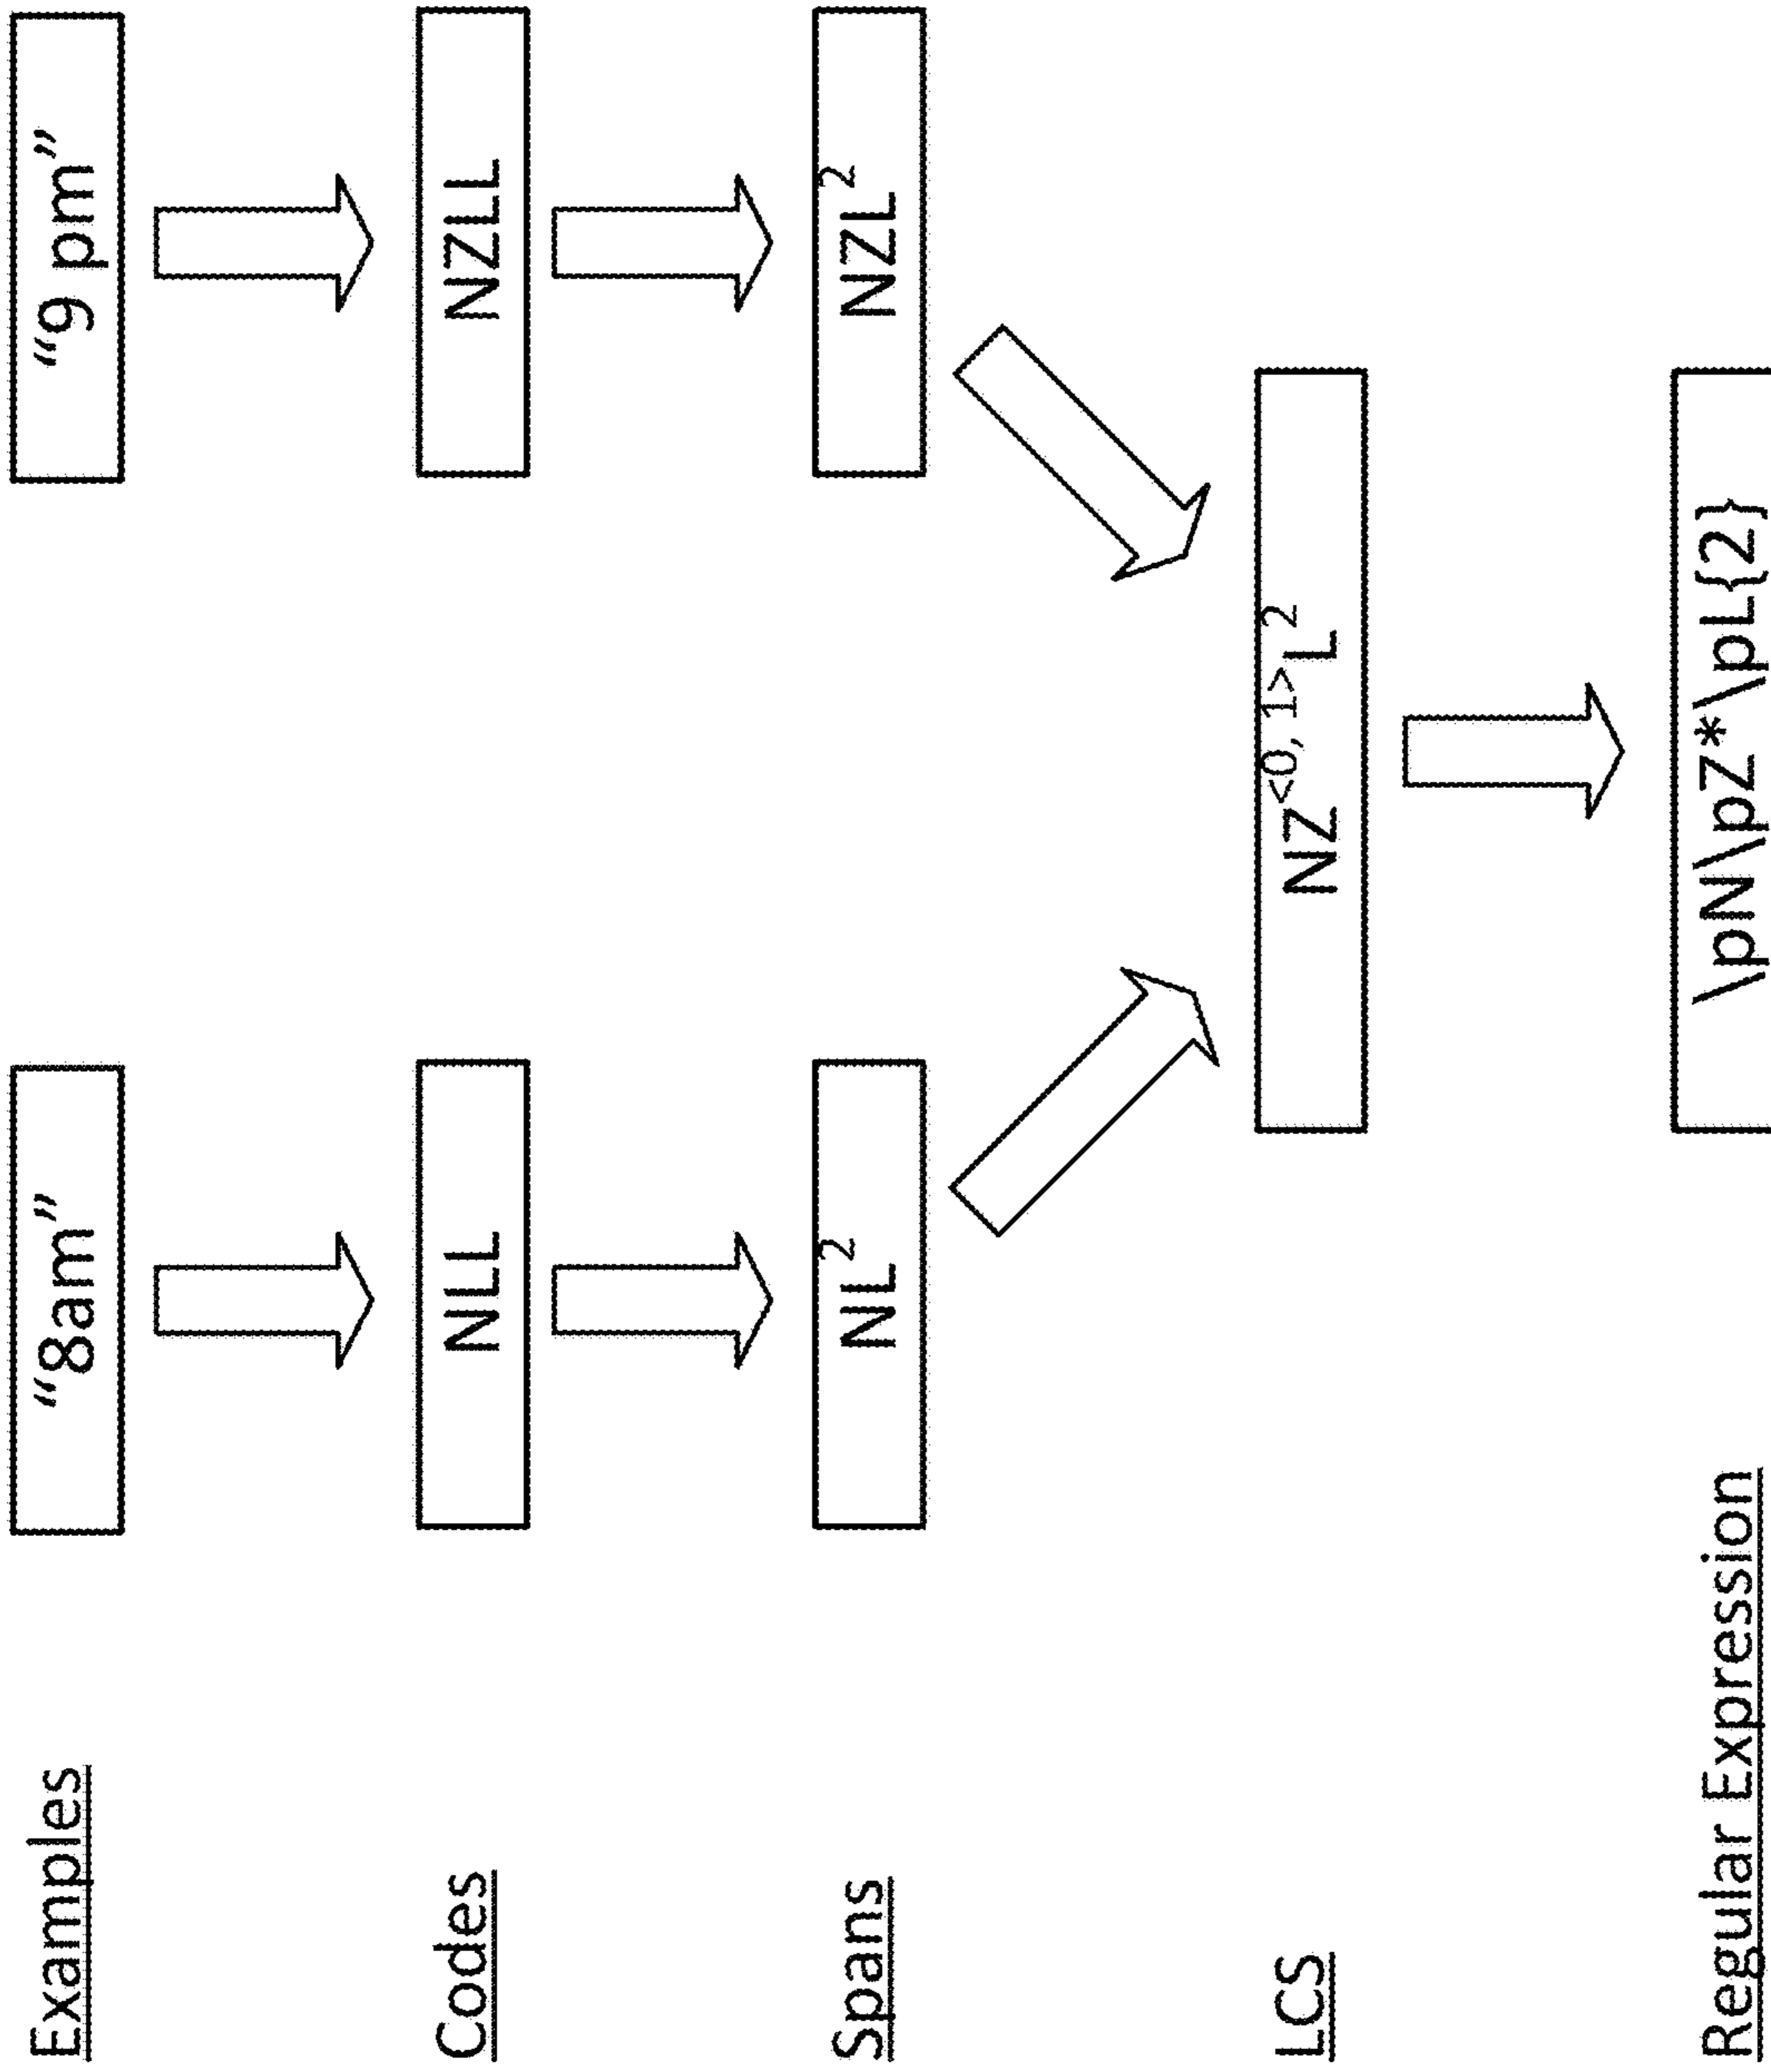 Examples
“8am”
“9 pm”
Codes
NLL
NZLL
Spans
NL²
NZL²
LCS
NZ<0, 1>L²
Regular Expression
\pN\pZ*\pL{2}